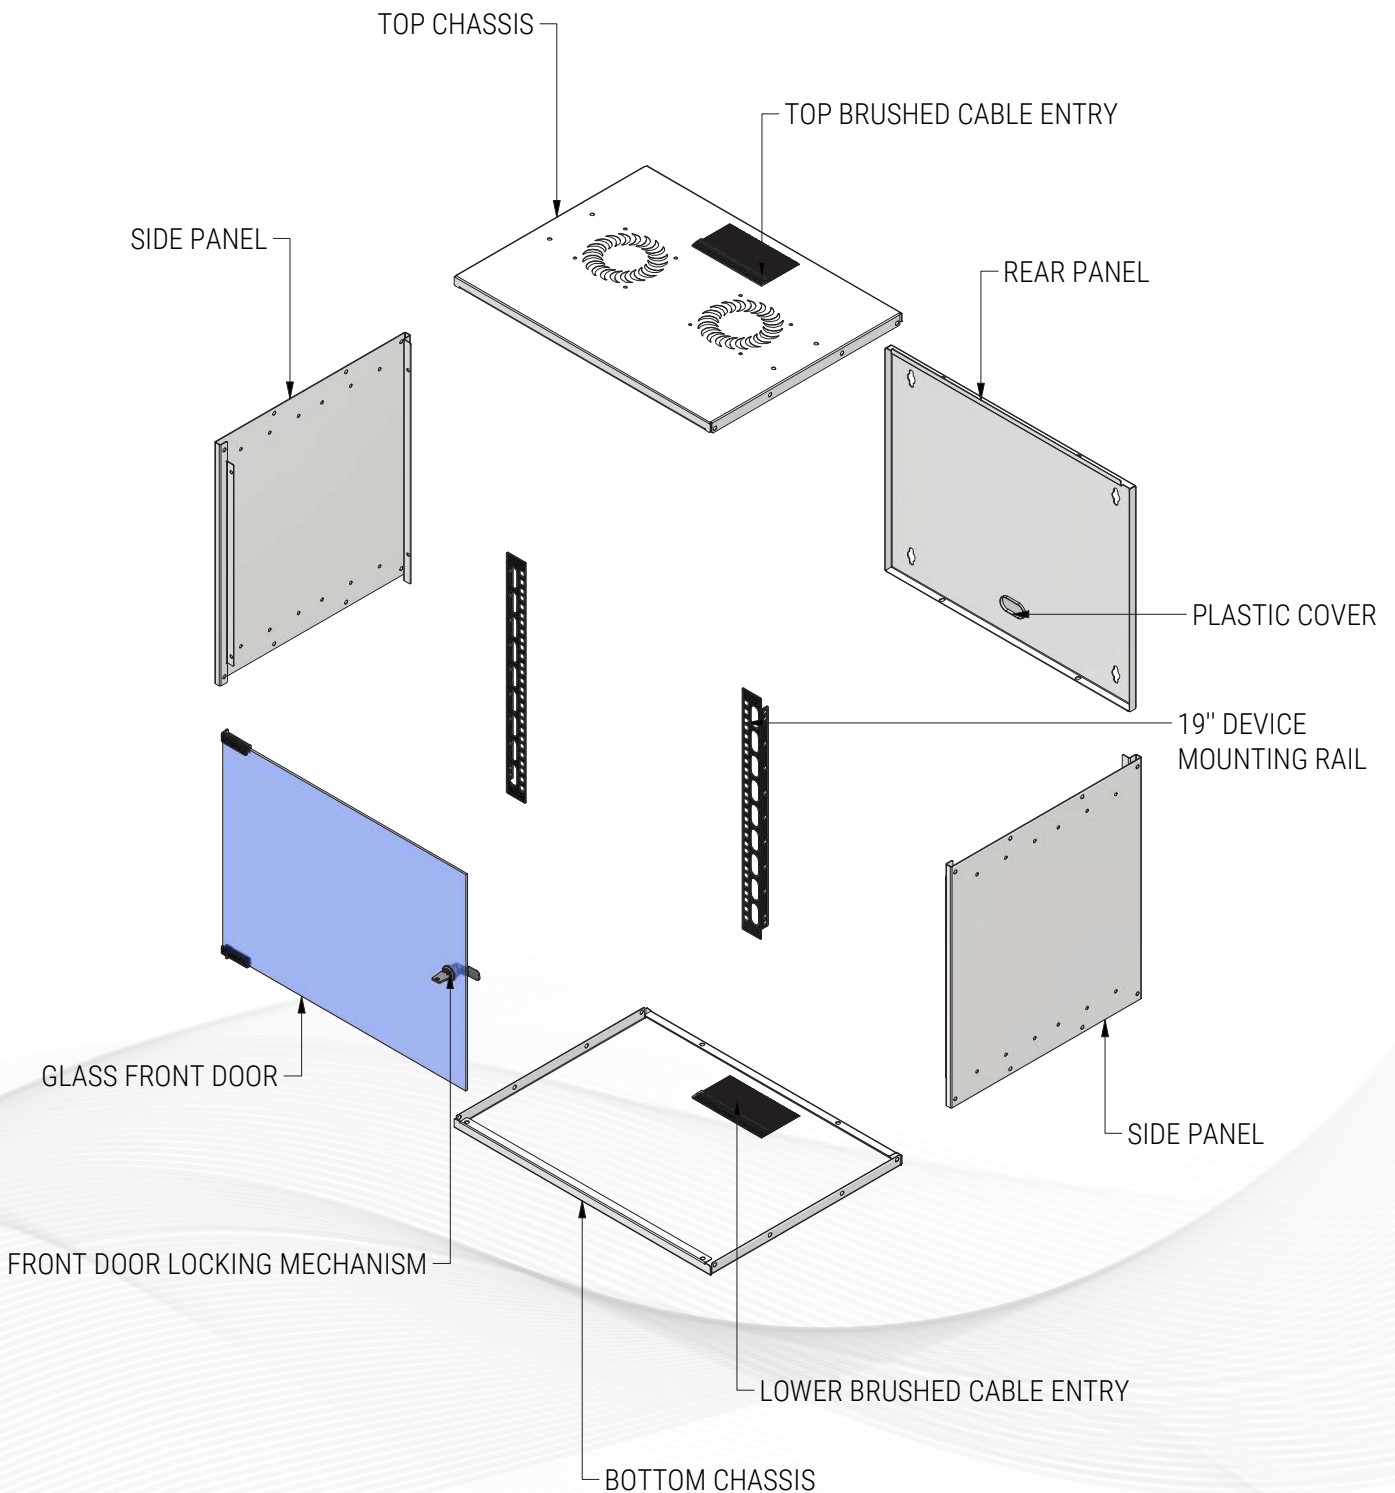 TOP CHASSIS
TOP BRUSHED CABLE ENTRY
SIDE PANEL
REAR PANEL
PLASTIC COVER
19" DEVICE
MOUNTING RAIL
GLASS FRONT DOOR
SIDE PANEL
FRONT DOOR LOCKING MECHANISM
LOWER BRUSHED CABLE ENTRY
BOTTOM CHASSIS